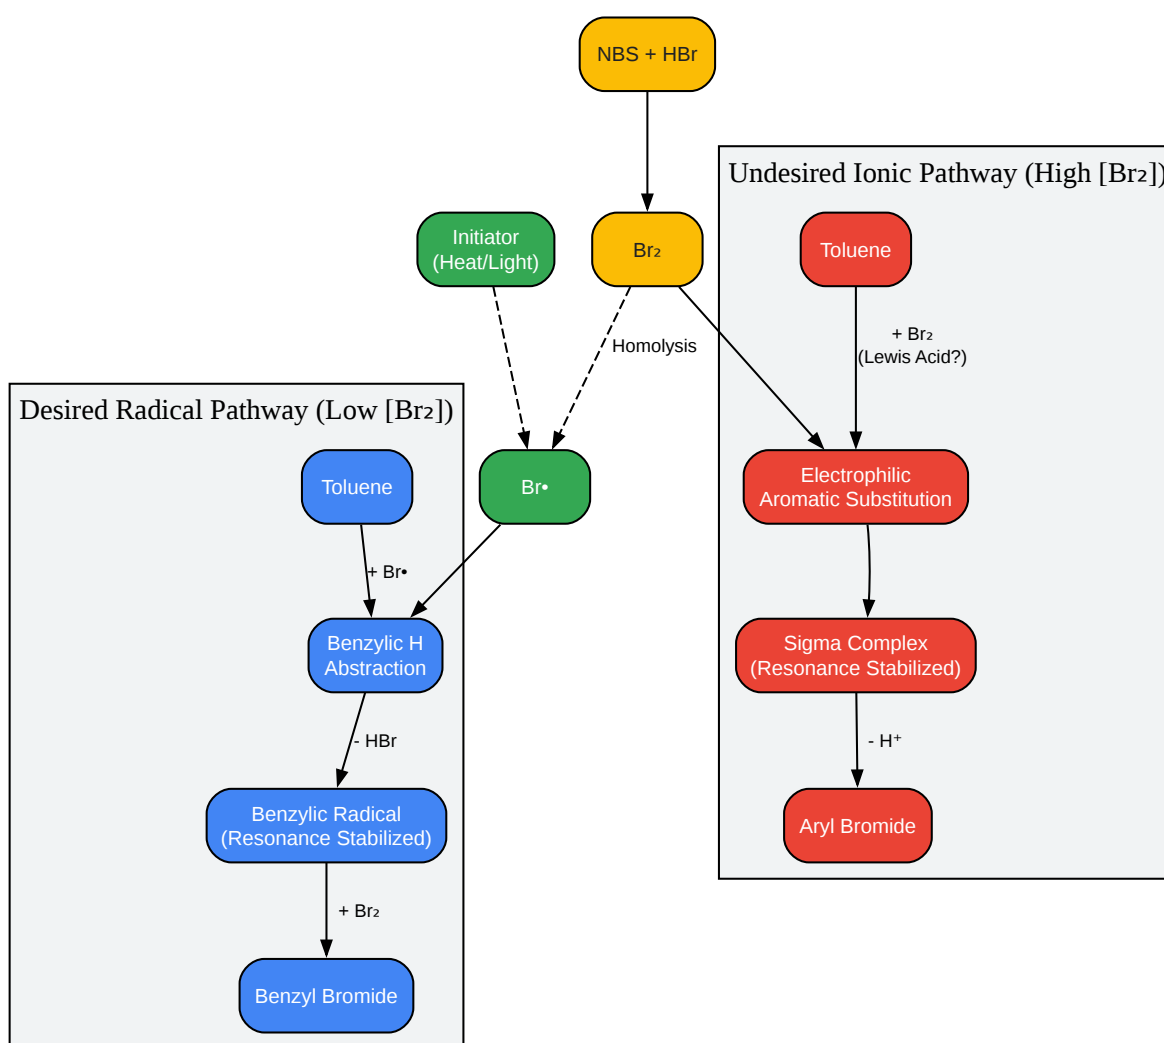 NBS + HBr
Undesired Ionic Pathway (High [Br₂])
Initiator
(Heat/Light)
Br₂
Toluene
Homolysis
+ Br₂
(Lewis Acid?)
Desired Radical Pathway (Low [Br₂])
Toluene
Br•
Electrophilic
Aromatic Substitution
+ Br•
Benzylic H
Abstraction
Sigma Complex
(Resonance Stabilized)
- HBr
- H⁺
Benzylic Radical
(Resonance Stabilized)
Aryl Bromide
+ Br₂
Benzyl Bromide